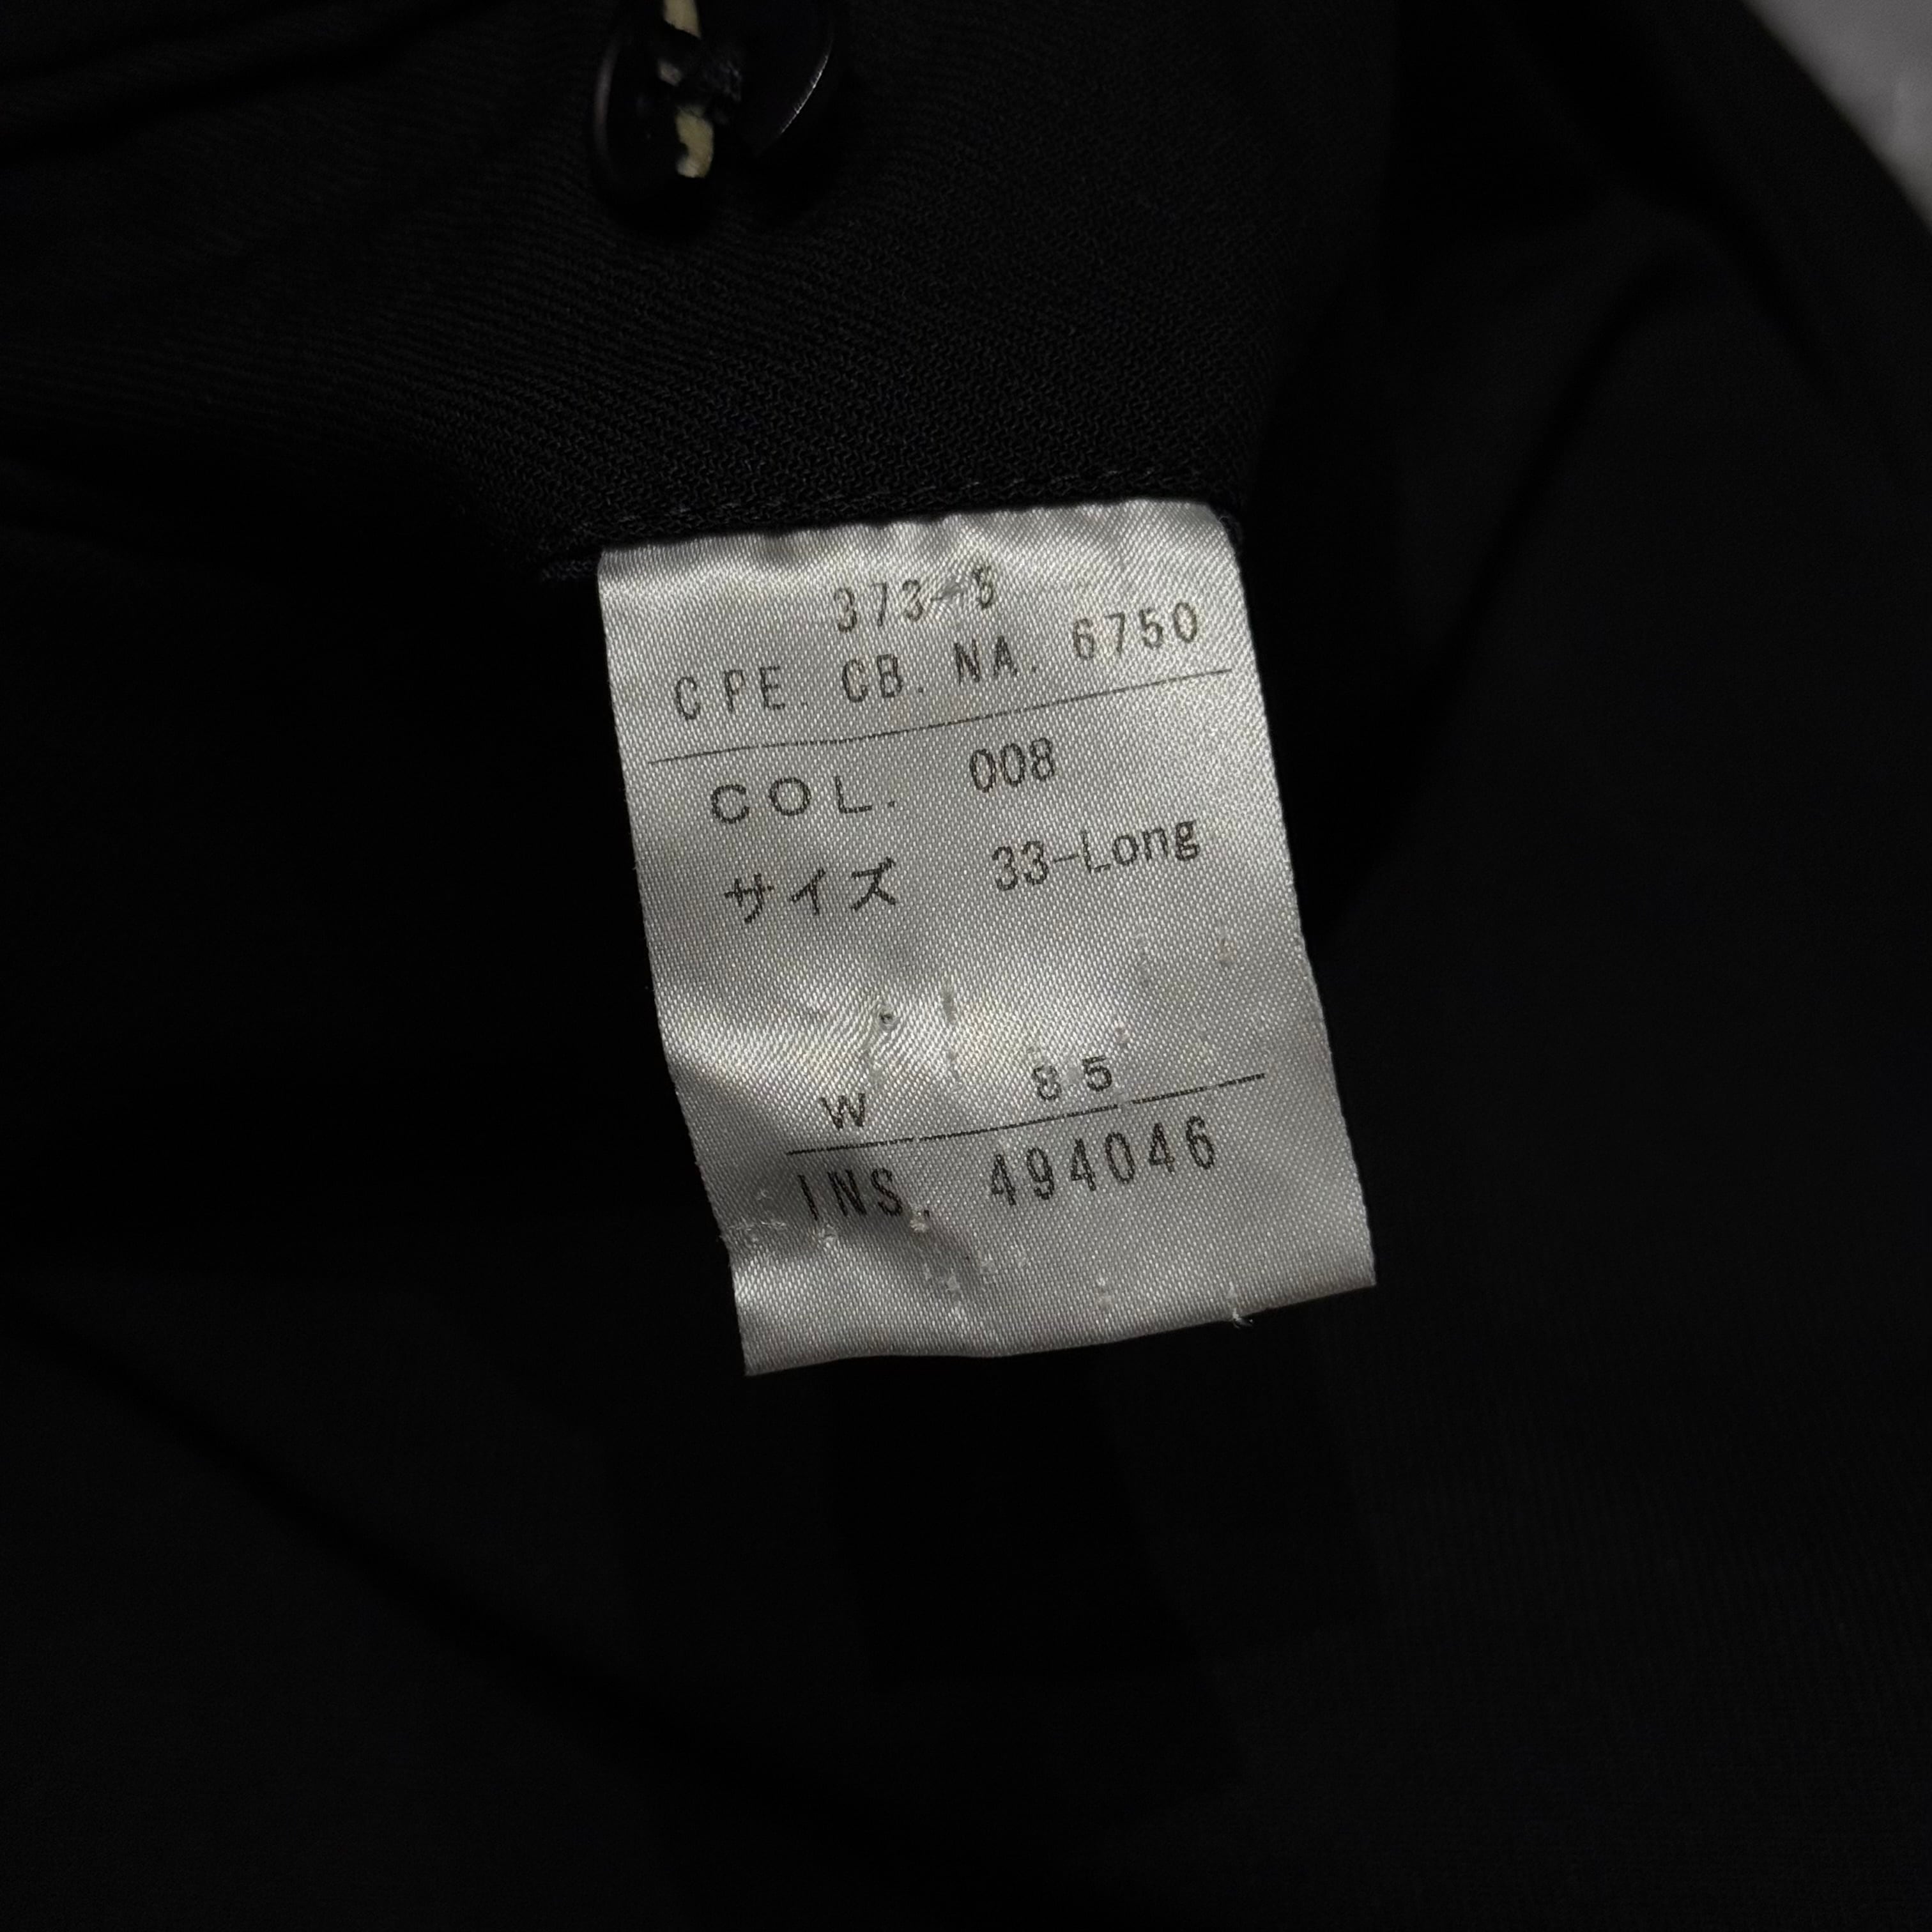 373-5
CPE. CB. NA. 6750
COL. 008
サイズ 33-Long
W 85
INS. 494046